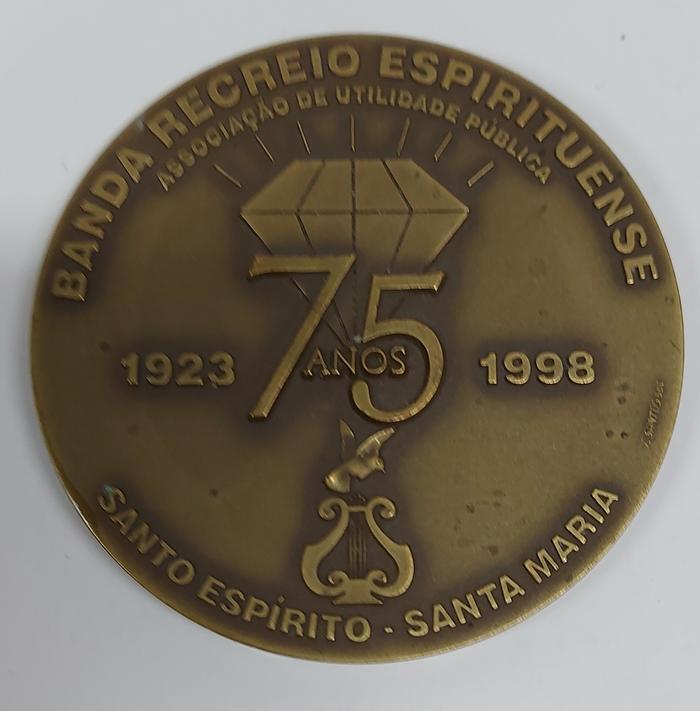 BANDA RECREIO ESPIRITUENSE
ASSOCIAÇÃO DE UTILIDADE PÚBLICA
75
ANOS
1923
1998
SANTO ESPÍRITO - SANTA MARIA